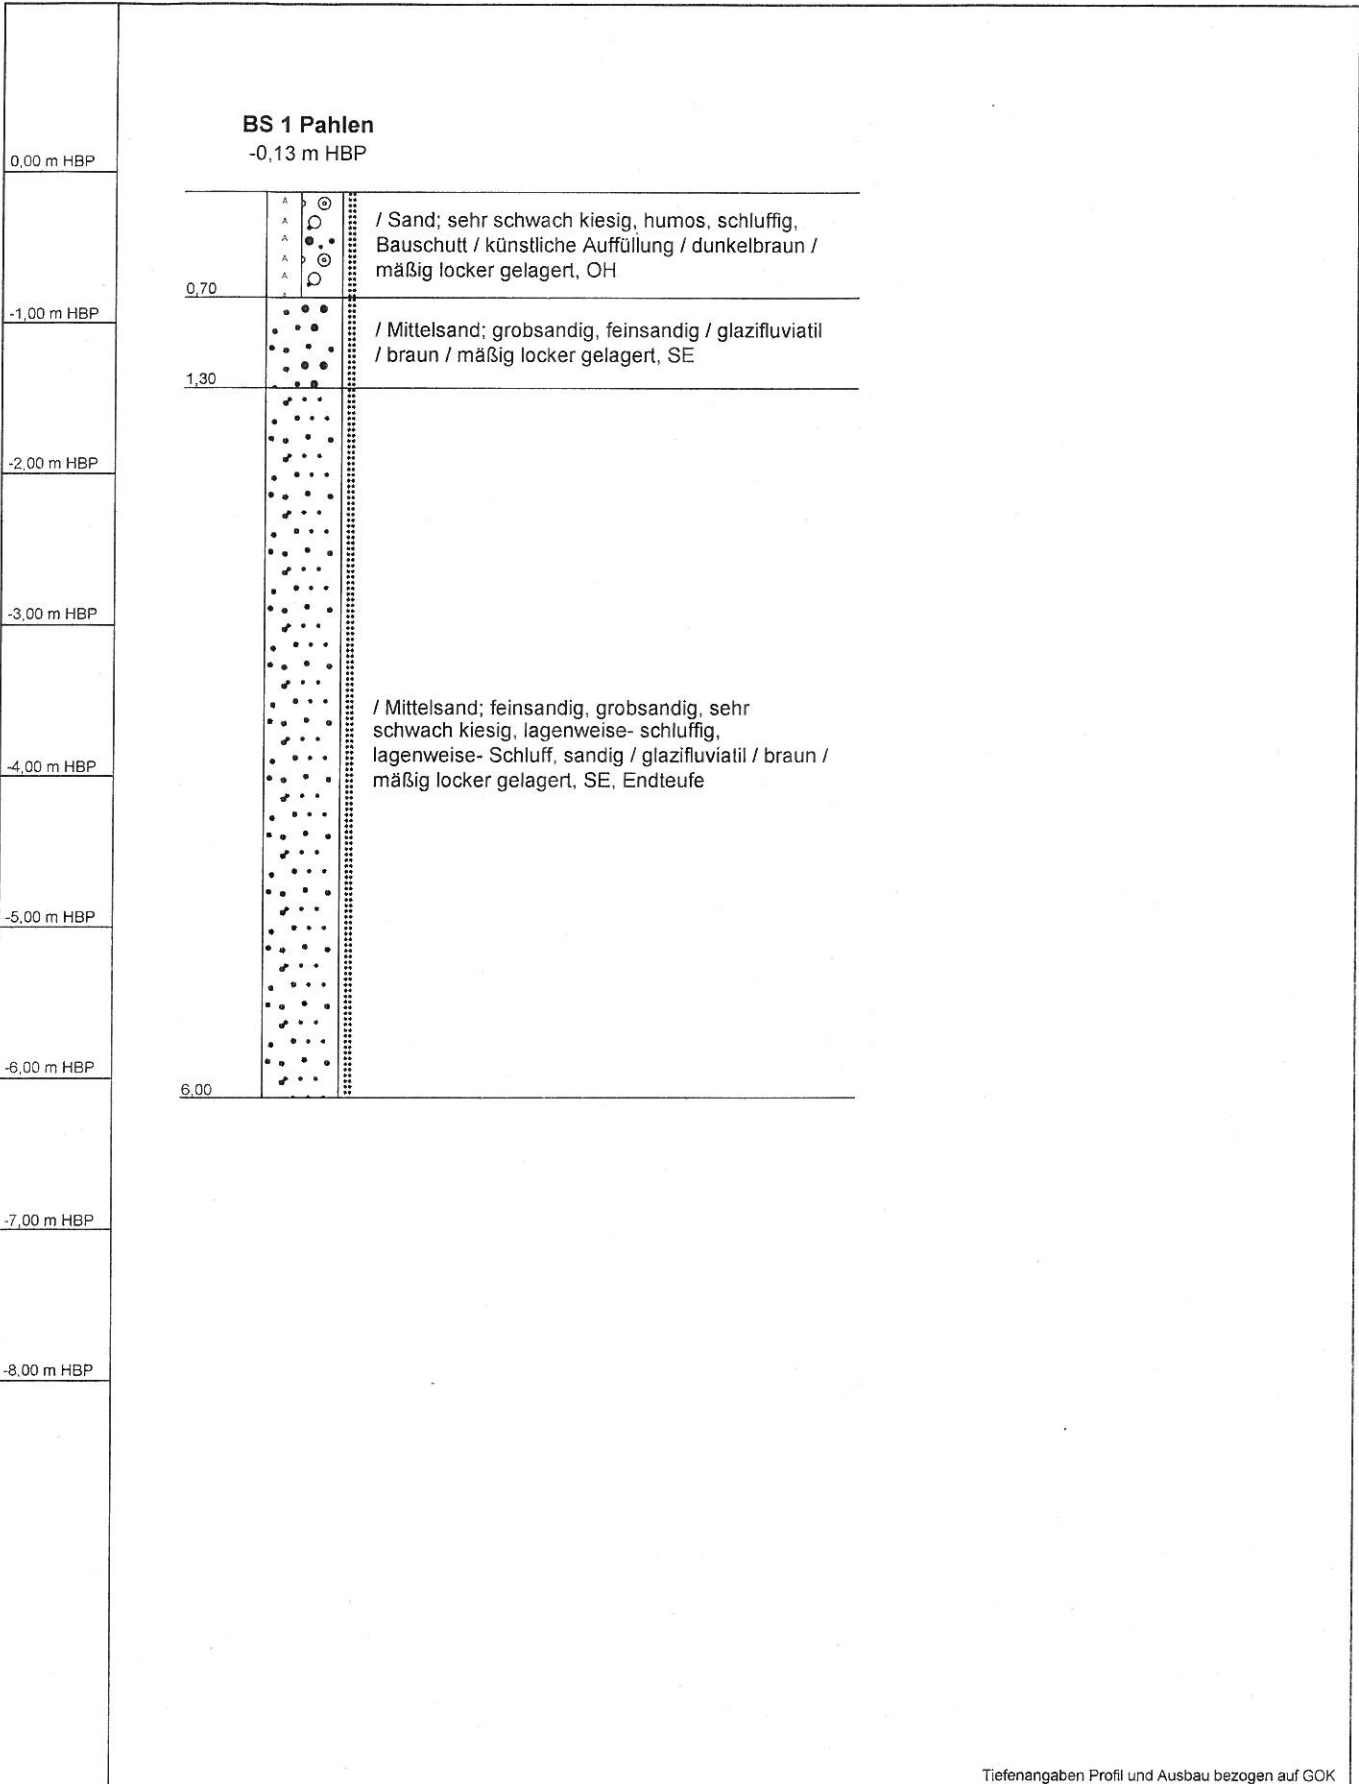 BS 1 Pahlen
-0,13 m HBP
0,00 m HBP
/ Sand; sehr schwach kiesig, humos, schluffig,
Bauschutt / künstliche Auffüllung / dunkelbraun /
mäßig locker gelagert, OH
0,70
-1,00 m HBP
/ Mittelsand; grobsandig, feinsandig / glazifluviatil
/ braun / mäßig locker gelagert, SE
1,30
-2,00 m HBP
-3,00 m HBP
/ Mittelsand; feinsandig, grobsandig, sehr
schwach kiesig, lagenweise- schluffig,
lagenweise- Schluff, sandig / glazifluviatil / braun /
mäßig locker gelagert, SE, Endteufe
-4,00 m HBP
-5,00 m HBP
-6,00 m HBP
6,00
-7,00 m HBP
-8,00 m HBP
Tiefenangaben Profil und Ausbau bezogen auf GOK